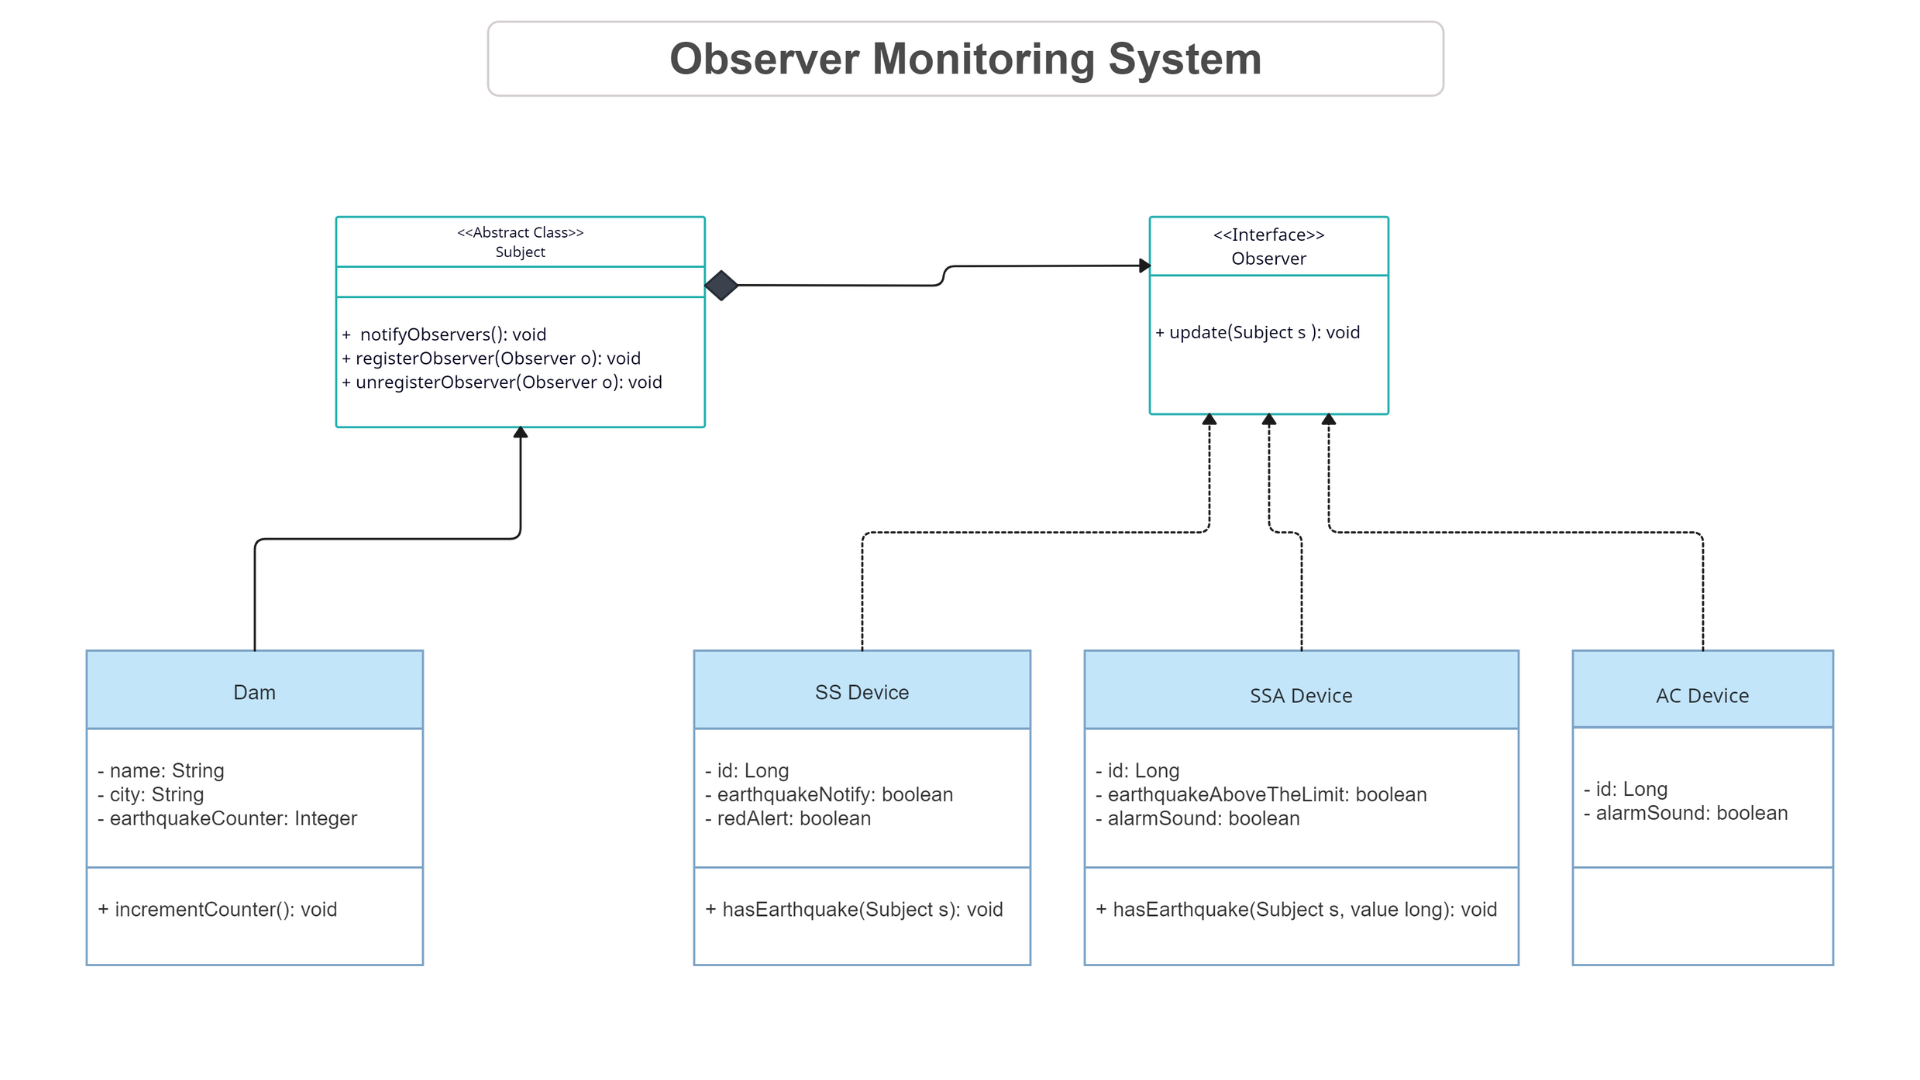 Observer Monitoring System
<<Abstract Class>>
Subject
+  notifyObservers(): void
+ registerObserver(Observer o): void
+ unregisterObserver(Observer o): void
<<Interface>>
Observer
+ update(Subject s ): void
Dam
- name: String
- city: String
- earthquakeCounter: Integer
+ incrementCounter(): void
SS Device
- id: Long
- earthquakeNotify: boolean
- redAlert: boolean
+ hasEarthquake(Subject s): void
SSA Device
- id: Long
- earthquakeAboveTheLimit: boolean
- alarmSound: boolean
+ hasEarthquake(Subject s, value long): void
AC Device
- id: Long
- alarmSound: boolean